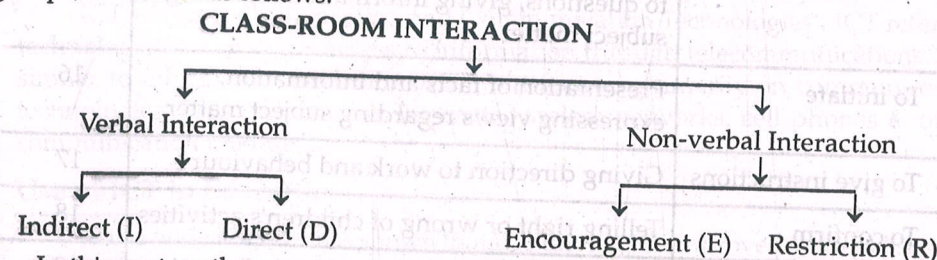 CLASS-ROOM INTERACTION
Verbal Interaction
Non-verbal Interaction
Indirect (I) Direct (D)
Encouragement (E) Restriction (R)